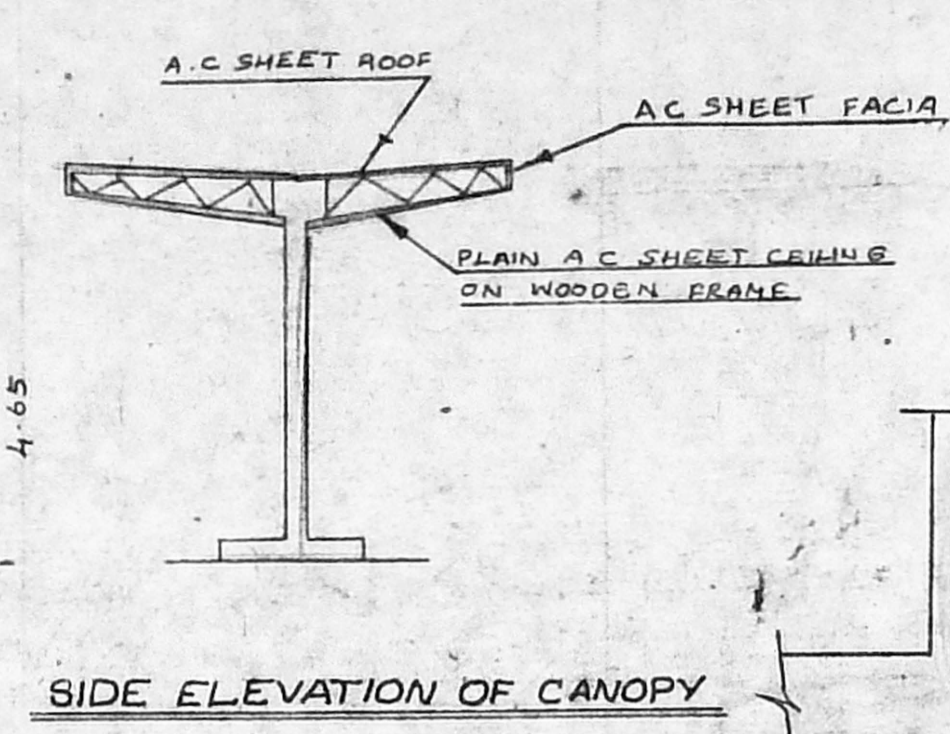 A.C SHEET ROOF
AC SHEET FACIA
PLAIN A C SHEET CEILING
ON WOODEN FRAME
4.65
SIDE ELEVATION OF CANOPY